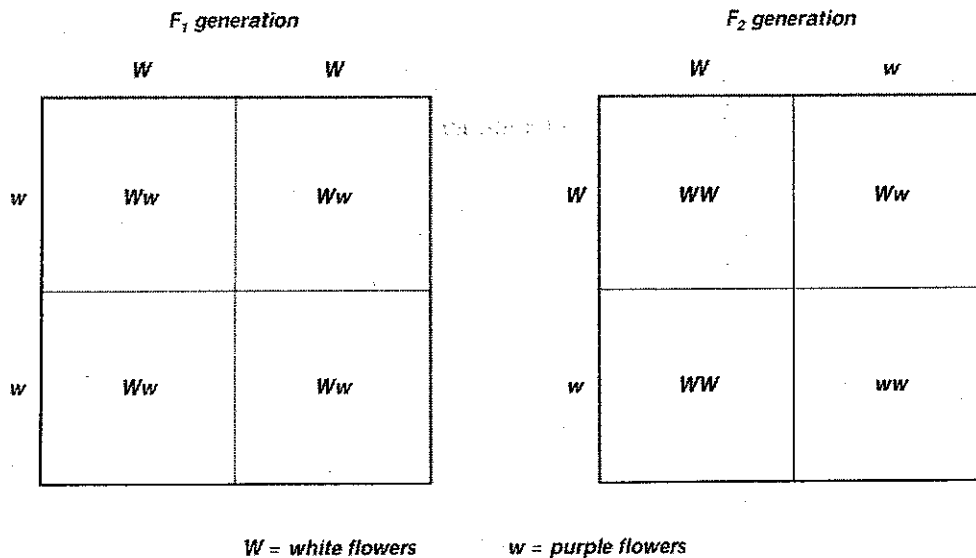 F1 generation F2 generation
W W W w
w Ww Ww W WW Ww
w Ww Ww w WW ww
W = white flowers w = purple flowers